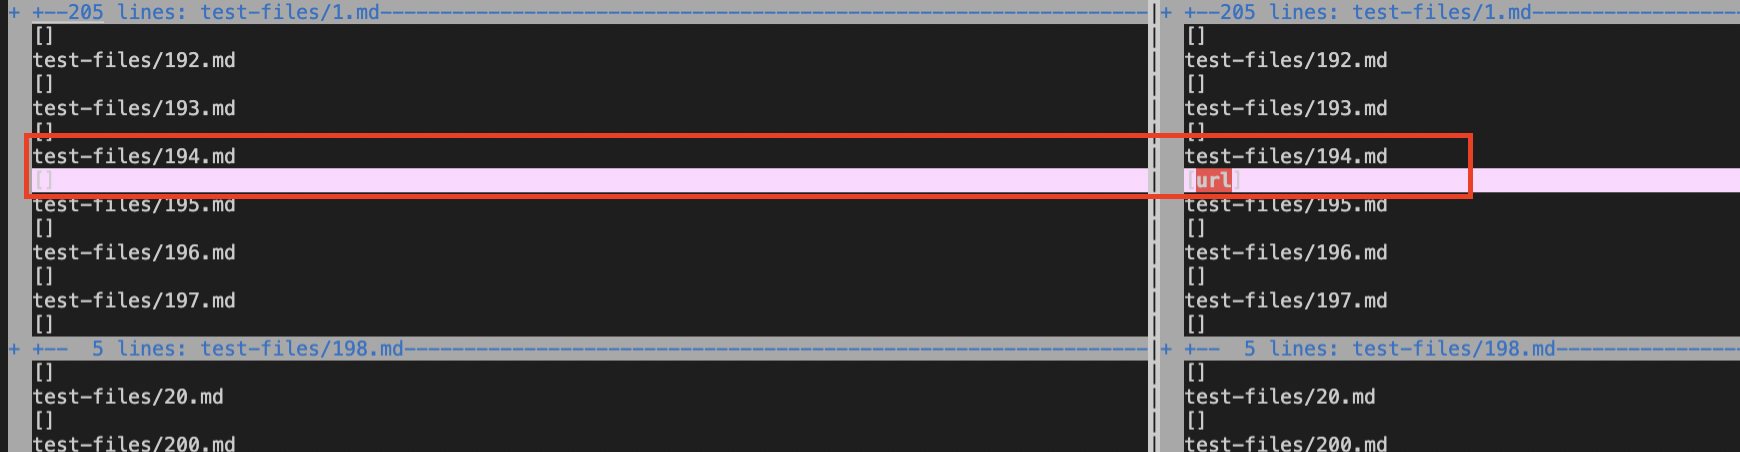 + +--205 lines: test-files/1.md--------------------------------------------------------------
[]
test-files/192.md
[]
test-files/193.md
[]
test-files/194.md
[]
test-files/195.md
[]
test-files/196.md
[]
test-files/197.md
[]
+ +--  5 lines: test-files/198.md------------------------------------------------------------
[]
test-files/20.md
[]
test-files/200.md
+ +--205 lines: test-files/1.md-----------------
[]
test-files/192.md
[]
test-files/193.md
[]
test-files/194.md
[url]
test-files/195.md
[]
test-files/196.md
[]
test-files/197.md
[]
+ +--  5 lines: test-files/198.md---------------
[]
test-files/20.md
[]
test-files/200.md